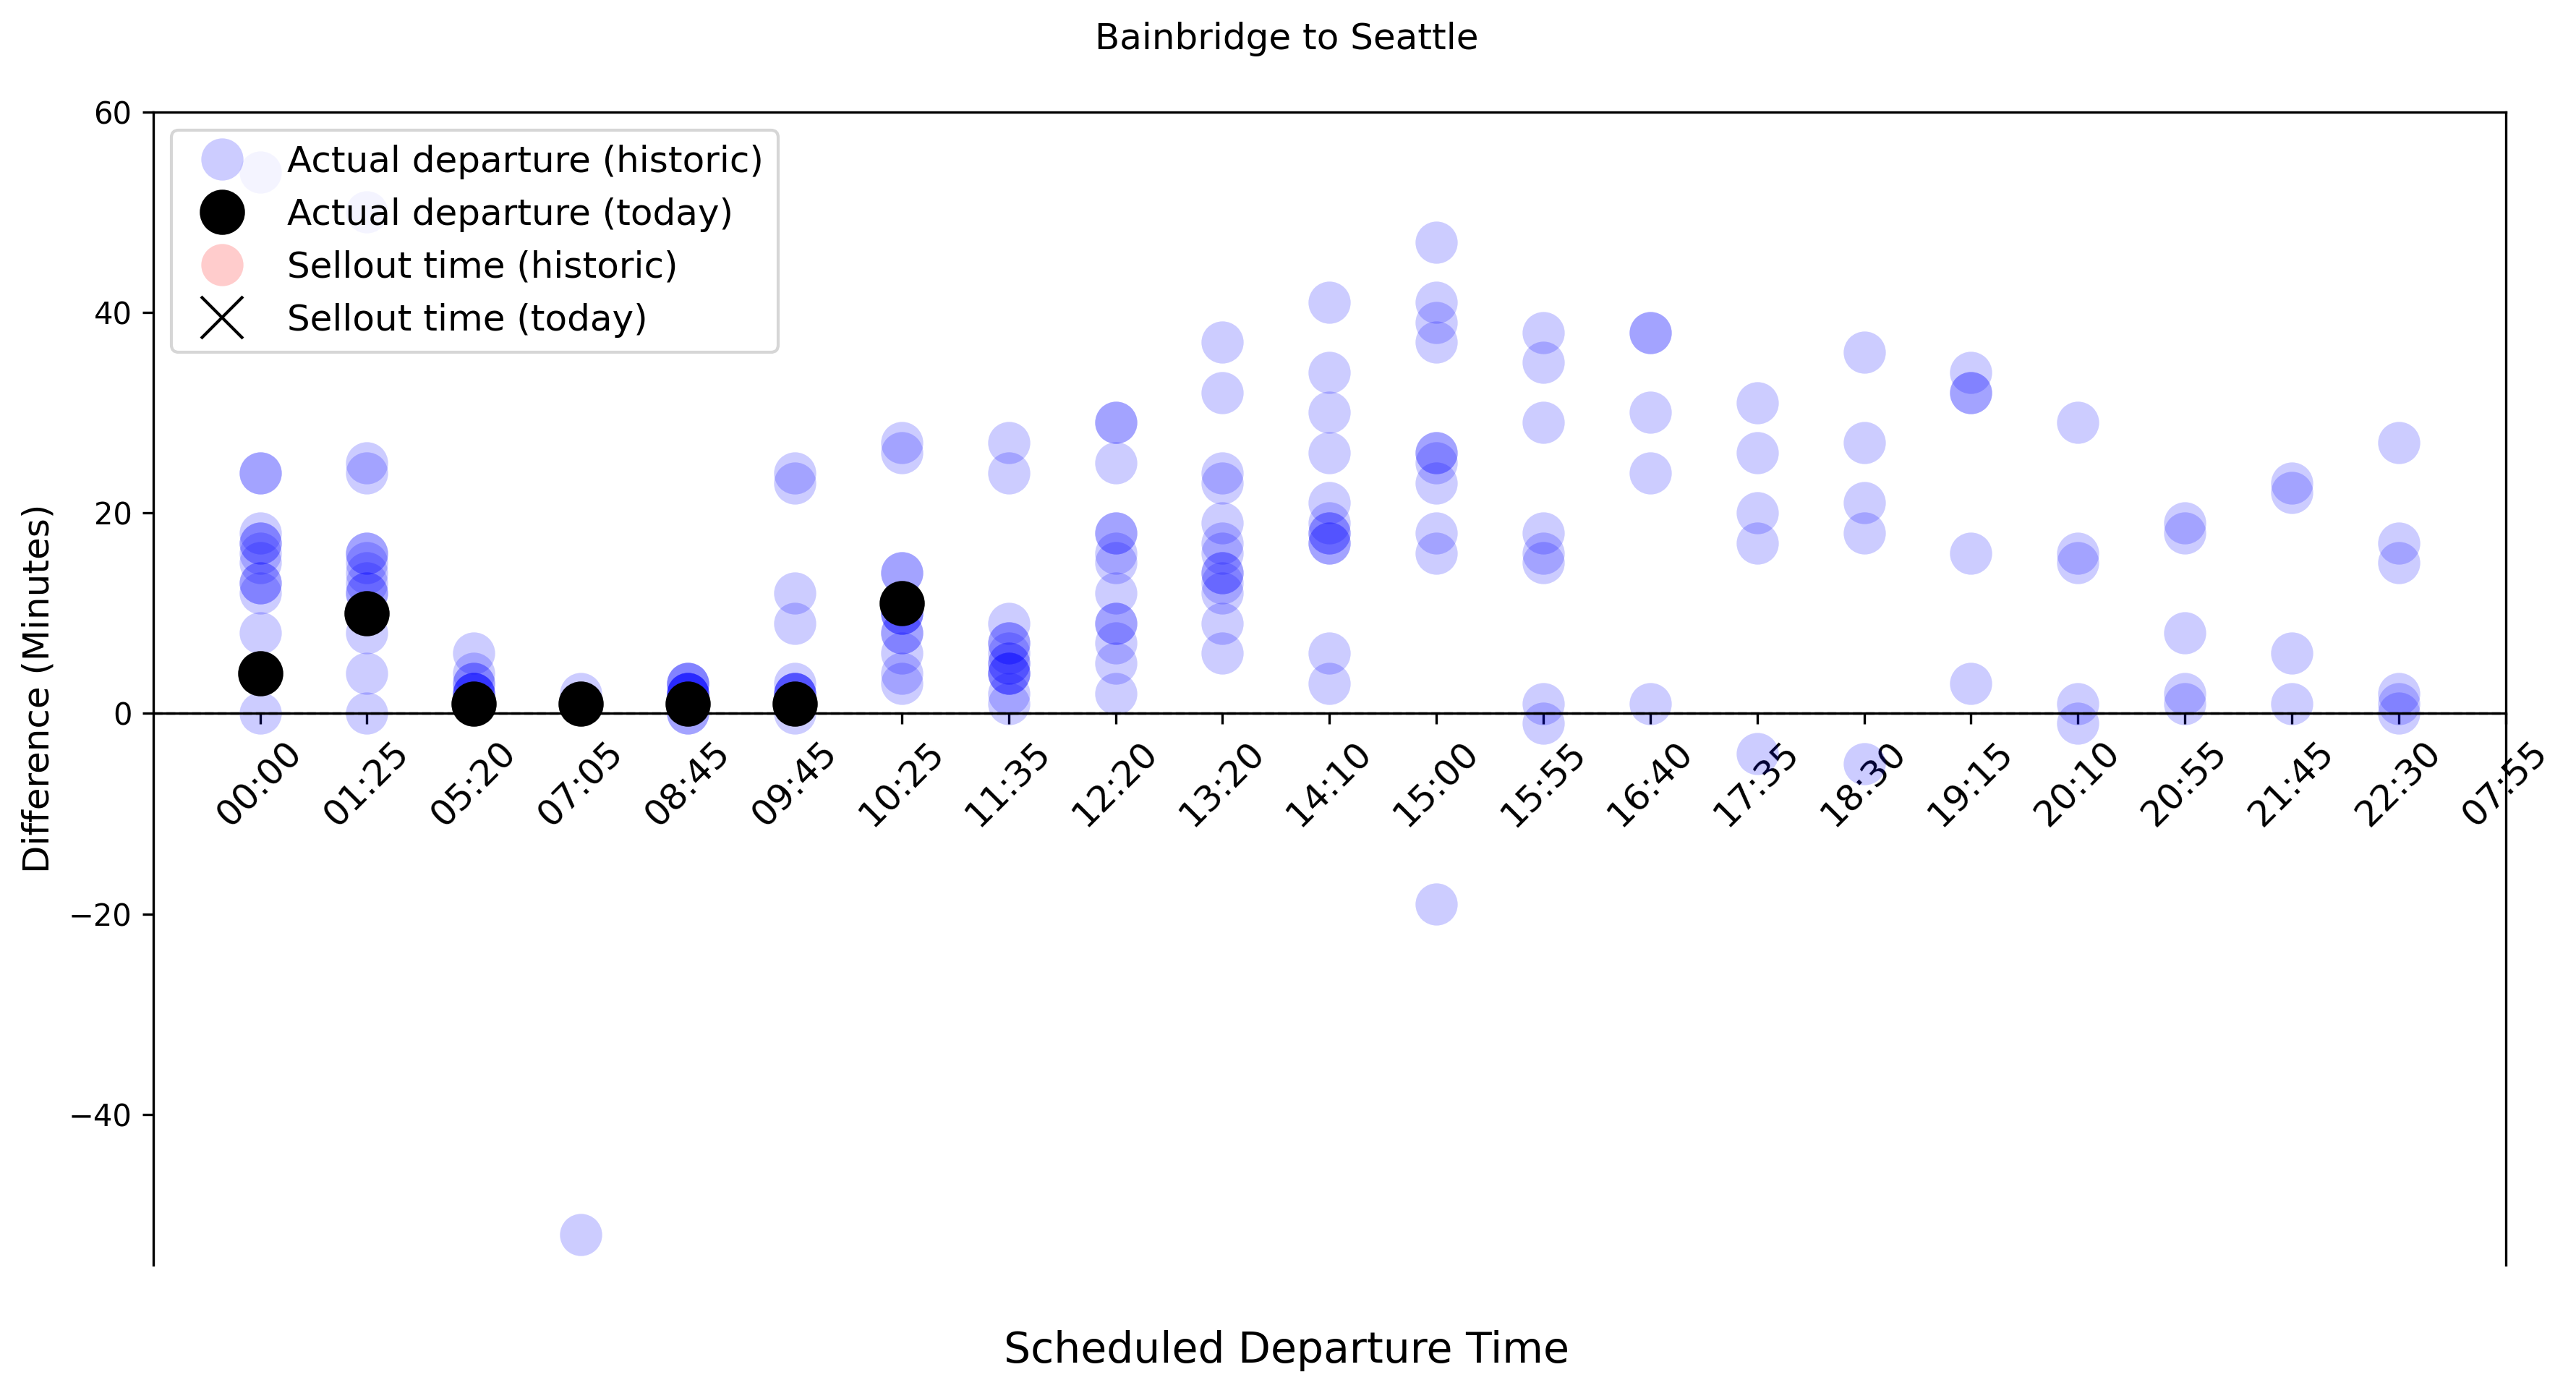 Bainbridge to Seattle
60
Actual departure (historic)
Actual departure (today)
Sellout time (historic)
Sellout time (today)
40
20
0
−20
−40
Difference (Minutes)
00:00 01:25 05:20 07:05 08:45 09:45 10:25 11:35 12:20 13:20 14:10 15:00 15:55 16:40 17:35 18:30 19:15 20:10 20:55 21:45 22:30 07:55
Scheduled Departure Time